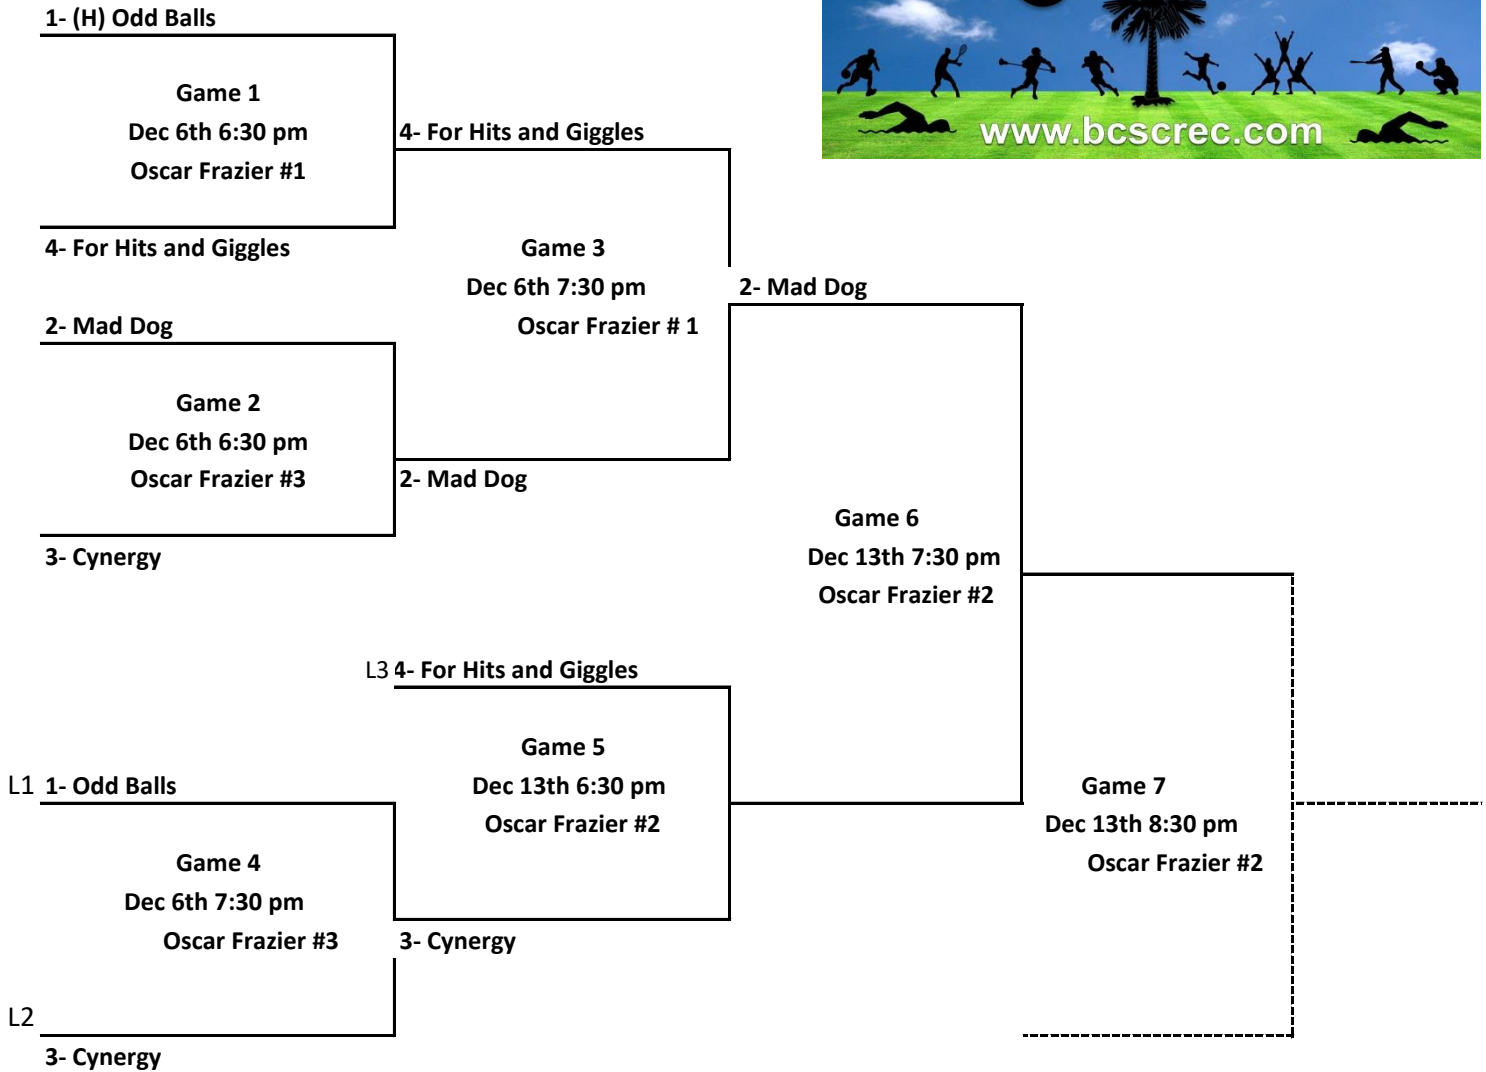 1- (H) Odd Balls
Game 1
Dec 6th 6:30 pm
Oscar Frazier #1
4- For Hits and Giggles
www.bcscrec.com
4- For Hits and Giggles
Game 3
Dec 6th 7:30 pm
Oscar Frazier # 1
2- Mad Dog
2- Mad Dog
Game 2
Dec 6th 6:30 pm
Oscar Frazier #3
2- Mad Dog
3- Cynergy
Game 6
Dec 13th 7:30 pm
Oscar Frazier #2
L3 4- For Hits and Giggles
Game 5
Dec 13th 6:30 pm
Oscar Frazier #2
L1 1- Odd Balls
Game 7
Dec 13th 8:30 pm
Oscar Frazier #2
Game 4
Dec 6th 7:30 pm
Oscar Frazier #3
3- Cynergy
L2
3- Cynergy